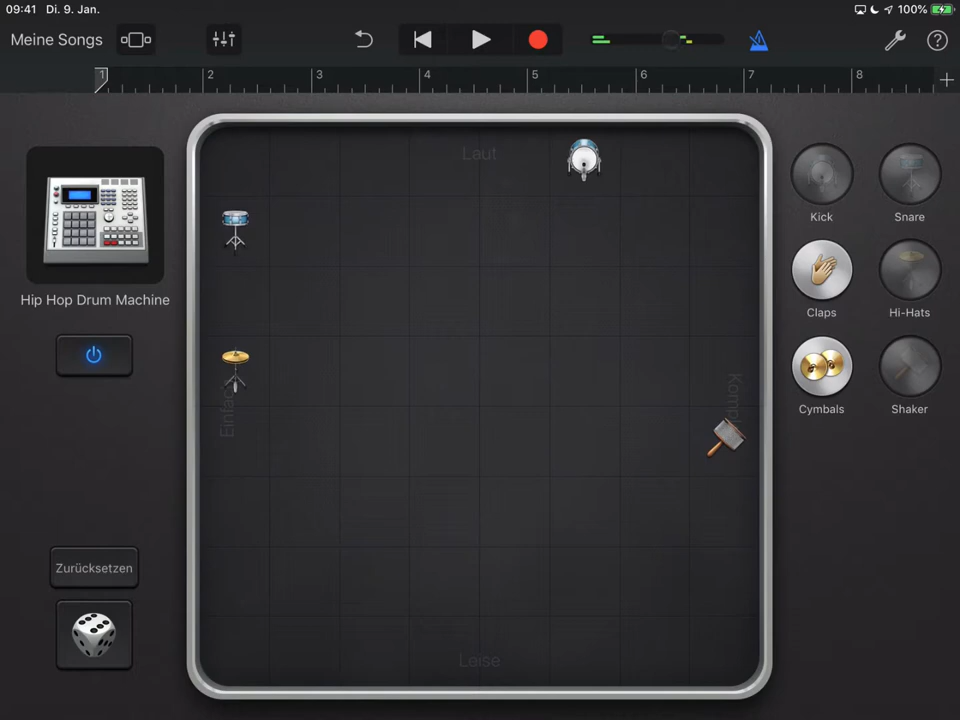 09:41 Di. 9. Jan.
100%
Meine Songs
1 2 3 4 5 6 7 8
Laut
Kick
Snare
Hip Hop Drum Machine
Claps
Hi-Hats
Einfach
Cymbals
Shaker
Zurücksetzen
Leise